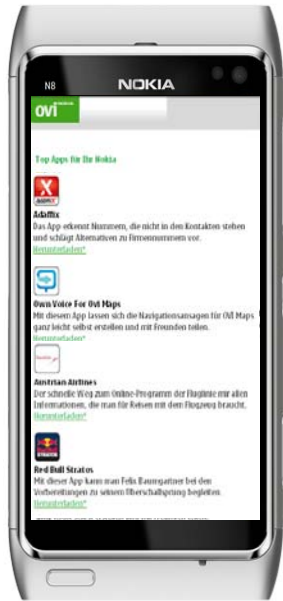 N8 NOKIA
ovi
Top Apps für Ihr Nokia
Adaffix
Das App erkennt Nummern, die nicht in den Kontakten stehen
und schlägt Alternativen zu Firmennummern vor.
Herunterladen*
Own Voice For Ovi Maps
Mit diesem App lassen sich die Navigationsansagen für OVI Maps
ganz leicht selbst erstellen und mit Freunden teilen.
Herunterladen*
Austrian Airlines
Der schnelle Weg zum Online-Programm der Fluglinie mir allen
Informationen, die man für Reisen mit dem Flugzeug braucht.
Herunterladen*
STRATOS
Red Bull Stratos
Mit dieser App kann man Felix Baumgartner bei den
Vorbereitungen zu seinem Überschallsprung begleiten.
Herunterladen*